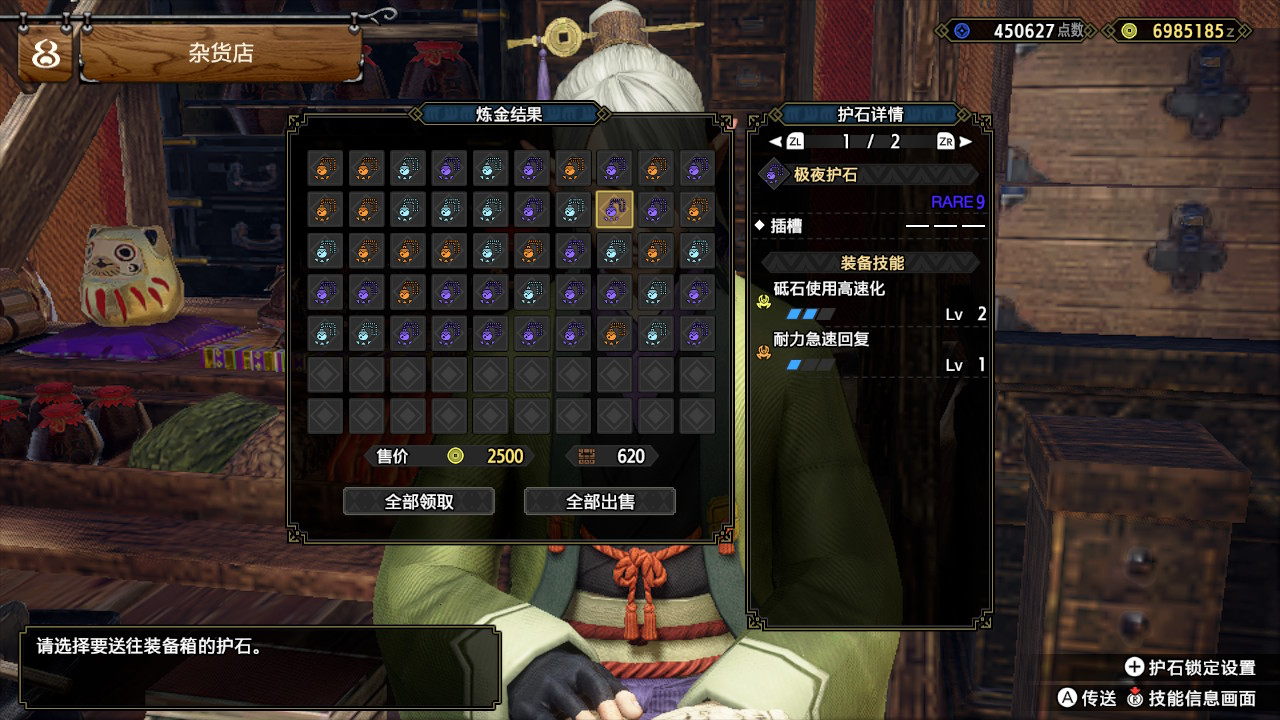 杂货店
450627点数
6985185z
炼金结果
售价 2500 620
全部领取
全部出售
护石详情
ZL 1 / 2 ZR
极夜护石
RARE 9
插槽
装备技能
砥石使用高速化
Lv 2
耐力急速回复
Lv 1
请选择要送往装备箱的护石。
护石锁定设置
A 传送 R 技能信息画面